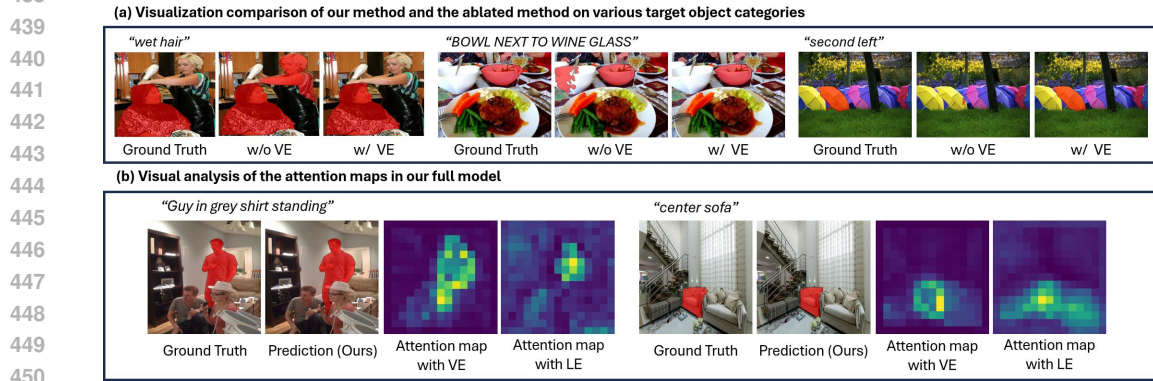 439
440
441
442
443
444
445
446
447
448
449
450
(a) Visualization comparison of our method and the ablated method on various target object categories
“wet hair”
“BOWL NEXT TO WINE GLASS”
“second left”
Ground Truth w/o VE w/ VE Ground Truth w/o VE w/ VE Ground Truth w/o VE w/ VE
(b) Visual analysis of the attention maps in our full model
“Guy in grey shirt standing”
“center sofa”
Ground Truth
Prediction (Ours)
Attention map
with VE
Attention map
with LE
Ground Truth
Prediction (Ours)
Attention map
with VE
Attention map
with LE